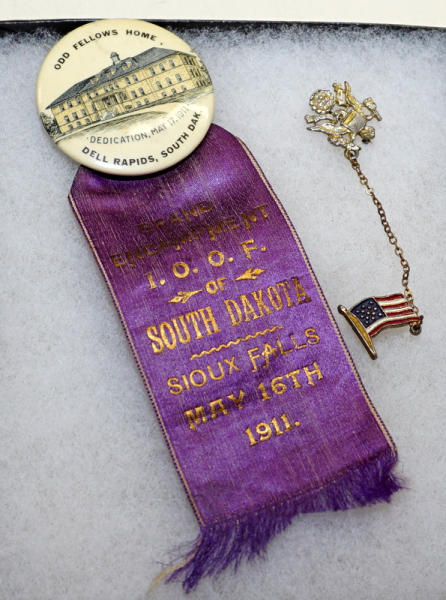 ODD FELLOWS HOME
DEDICATION, MAY 17, 1911
DELL RAPIDS, SOUTH DAK.
GRAND
ENCAMPMENT
I. O. O. F.
OF
SOUTH DAKOTA
SIOUX FALLS
MAY 16TH
1911.